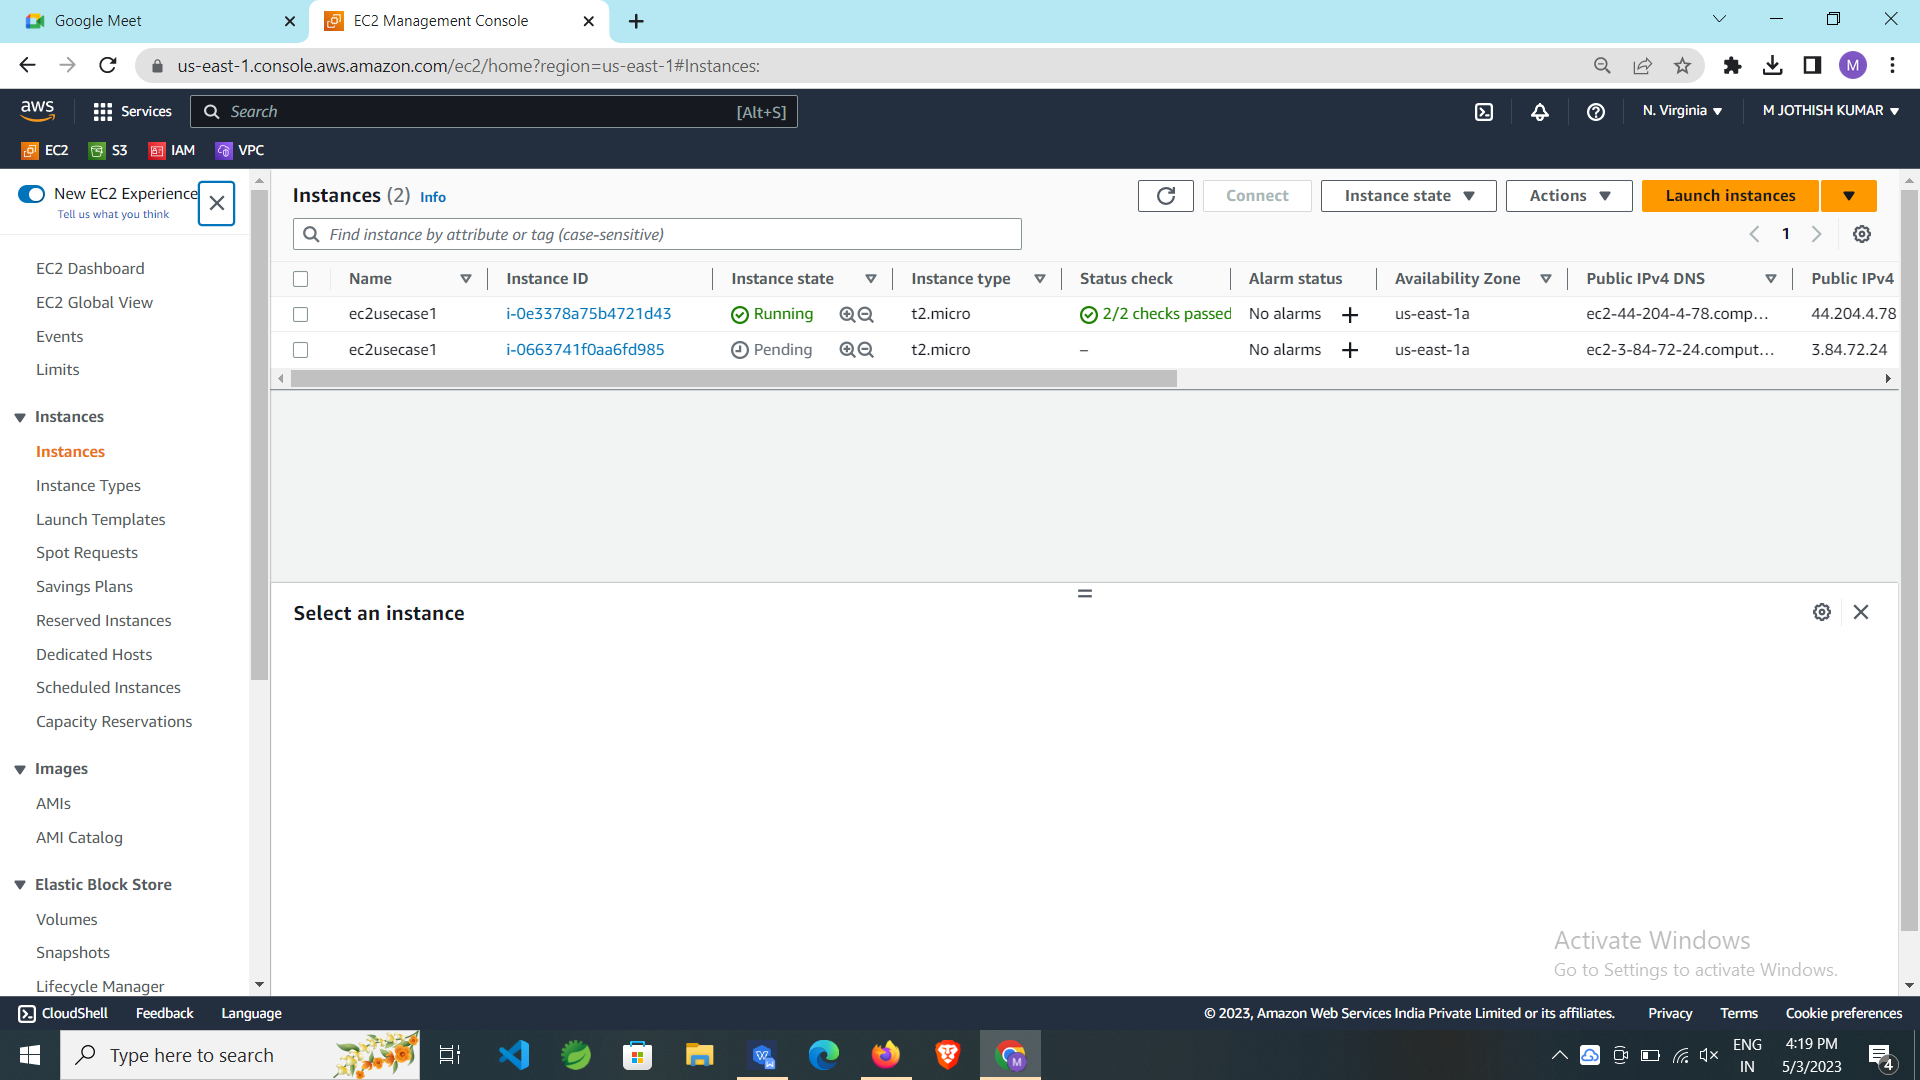 Google Meet
EC2 Management Console
us-east-1.console.aws.amazon.com/ec2/home?region=us-east-1#Instances:
M
aws
Services
Search
[Alt+S]
N. Virginia
M JOTHISH KUMAR
EC2
S3
IAM
VPC
New EC2 Experience
Tell us what you think
EC2 Dashboard
EC2 Global View
Events
Limits
Instances
Instances
Instance Types
Launch Templates
Spot Requests
Savings Plans
Reserved Instances
Dedicated Hosts
Scheduled Instances
Capacity Reservations
Images
AMIs
AMI Catalog
Elastic Block Store
Volumes
Snapshots
Lifecycle Manager
Instances (2) Info
Connect
Instance state
Actions
Launch instances
Find instance by attribute or tag (case-sensitive)
1
Name Instance ID Instance state Instance type Status check Alarm status Availability Zone Public IPv4 DNS Public IPv4
ec2usecase1 i-0e3378a75b4721d43 Running t2.micro 2/2 checks passed No alarms us-east-1a ec2-44-204-4-78.comp… 44.204.4.78
ec2usecase1 i-0663741f0aa6fd985 Pending t2.micro – No alarms us-east-1a ec2-3-84-72-24.comput… 3.84.72.24
Select an instance
Activate Windows
Go to Settings to activate Windows.
CloudShell
Feedback
Language
© 2023, Amazon Web Services India Private Limited or its affiliates.
Privacy
Terms
Cookie preferences
Type here to search
M
ENG
IN
4:19 PM
5/3/2023
4